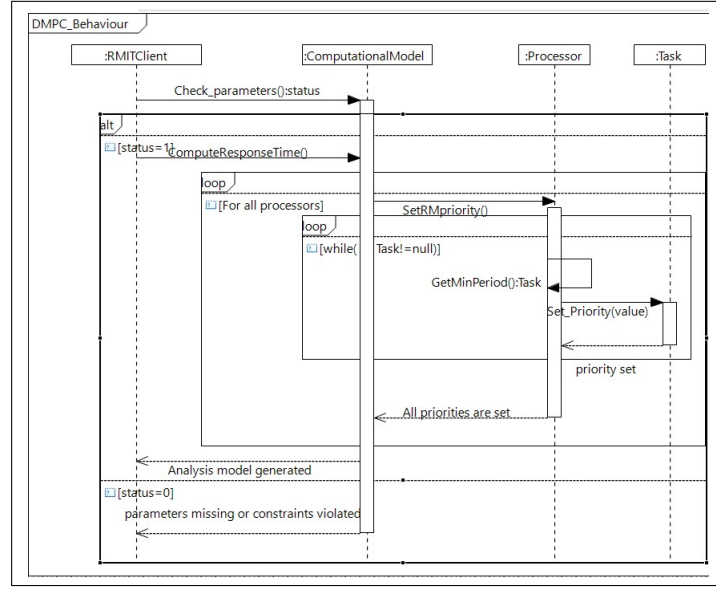 DMPC_Behaviour
:RMITClient
:ComputationalModel
:Processor
:Task
Check_parameters():status
alt
[status=1]
ComputeResponseTime()
loop
[For all processors]
SetRMpriority()
loop
[while( Task!=null)]
GetMinPeriod():Task
Set_Priority(value)
priority set
All priorities are set
Analysis model generated
[status=0]
parameters missing or constraints violated